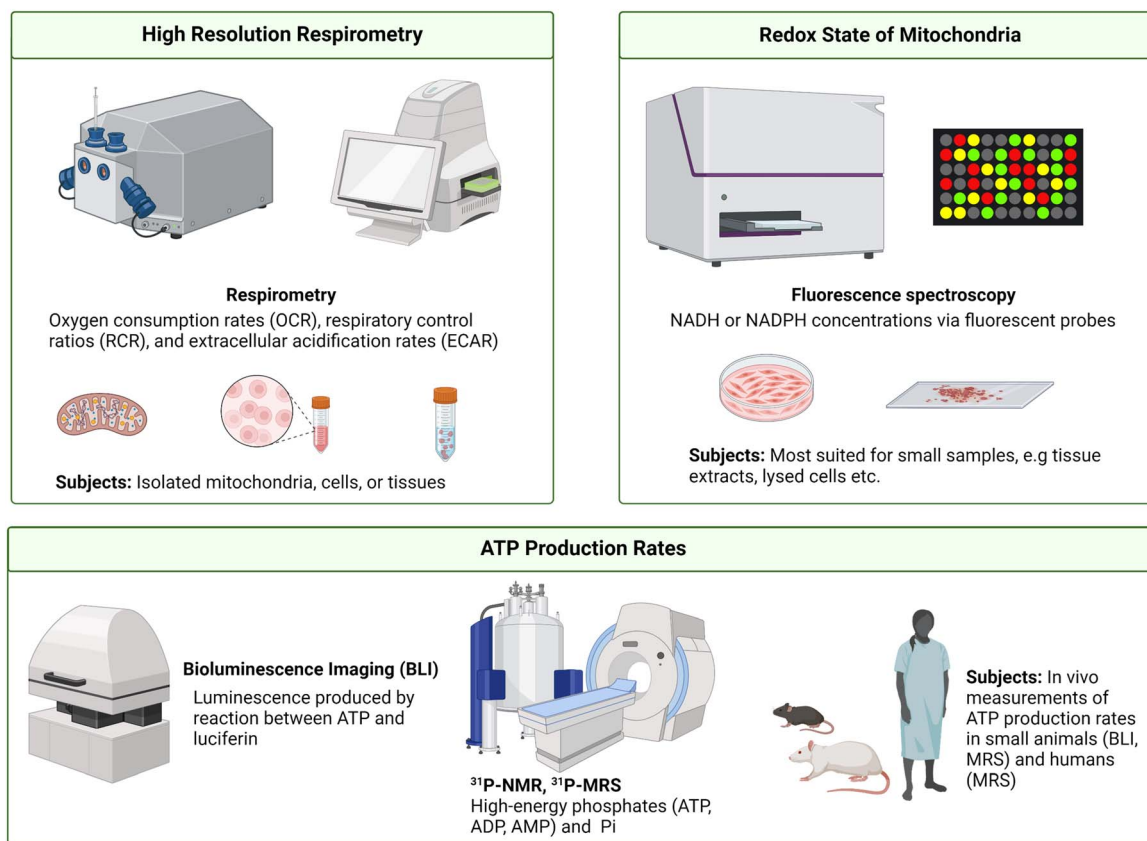 High Resolution Respirometry
Respirometry
Oxygen consumption rates (OCR), respiratory control
ratios (RCR), and extracellular acidification rates (ECAR)
Subjects: Isolated mitochondria, cells, or tissues
Redox State of Mitochondria
Fluorescence spectroscopy
NADH or NADPH concentrations via fluorescent probes
Subjects: Most suited for small samples, e.g tissue
extracts, lysed cells etc.
ATP Production Rates
Bioluminescence Imaging (BLI)
Luminescence produced by
reaction between ATP and
luciferin
³¹P-NMR, ³¹P-MRS
High-energy phosphates (ATP,
ADP, AMP) and Pi
Subjects: In vivo
measurements of
ATP production rates
in small animals (BLI,
MRS) and humans
(MRS)